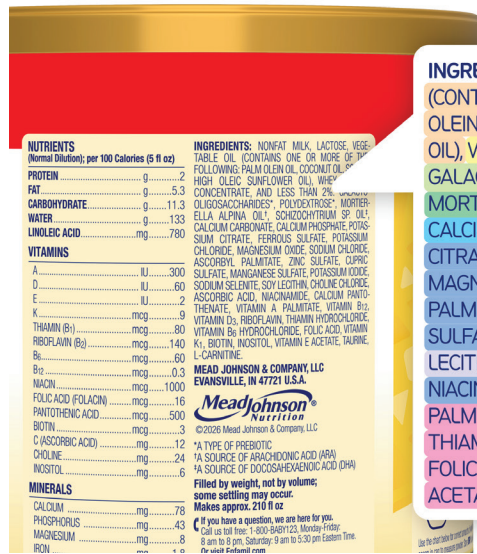 NUTRIENTS
(Normal Dilution); per 100 Calories (5 fl oz)
PROTEIN g 2
FAT g 5.3
CARBOHYDRATE g 11.3
WATER g 133
LINOLEIC ACID mg 780
VITAMINS
A IU 300
D IU 60
E IU 2
K mcg 9
THIAMIN (B1) mcg 80
RIBOFLAVIN (B2) mcg 140
B6 mcg 60
B12 mcg 0.3
NIACIN mcg 1000
FOLIC ACID (FOLACIN) mcg 16
PANTOTHENIC ACID mcg 500
BIOTIN mcg 3
C (ASCORBIC ACID) mg 12
CHOLINE mg 24
INOSITOL mg 6
MINERALS
CALCIUM mg 78
PHOSPHORUS mg 43
MAGNESIUM mg 8
IRON mg 1.8
INGREDIENTS: NONFAT MILK, LACTOSE, VEGE-
TABLE OIL (CONTAINS ONE OR MORE OF THE
FOLLOWING: PALM OLEIN OIL, COCONUT OIL,
HIGH OLEIC SUNFLOWER OIL),
CONCENTRATE, AND LESS THAN 2%:
OLIGOSACCHARIDES*, POLYDEXTROSE*, MORTIER-
ELLA ALPINA OIL†, SCHIZOCHYTRIUM SP. OIL‡,
CALCIUM CARBONATE, CALCIUM PHOSPHATE, POTAS-
SIUM CITRATE, FERROUS SULFATE, POTASSIUM
CHLORIDE, MAGNESIUM OXIDE, SODIUM CHLORIDE,
ASCORBYL PALMITATE, ZINC SULFATE, CUPRIC
SULFATE, MANGANESE SULFATE, POTASSIUM IODIDE,
SODIUM SELENITE, SOY LECITHIN, CHOLINE CHLORIDE,
ASCORBIC ACID, NIACINAMIDE, CALCIUM PANTO-
THENATE, VITAMIN A PALMITATE, VITAMIN B12,
VITAMIN D3, RIBOFLAVIN, THIAMIN HYDROCHLORIDE,
VITAMIN B6 HYDROCHLORIDE, FOLIC ACID, VITAMIN
K1, BIOTIN, INOSITOL, VITAMIN E ACETATE, TAURINE,
L-CARNITINE.
MEAD JOHNSON & COMPANY, LLC
EVANSVILLE, IN 47721 U.S.A.
MeadJohnson®
Nutrition
©2026 Mead Johnson & Company, LLC
*A TYPE OF PREBIOTIC
†A SOURCE OF ARACHIDONIC ACID (ARA)
‡A SOURCE OF DOCOSAHEXAENOIC ACID (DHA)
Filled by weight, not by volume;
some settling may occur.
Makes approx. 210 fl oz
If you have a question, we are here for you.
Call us toll free: 1-800-BABY123, Monday-Friday:
8 am to 8 pm, Saturday: 9 am to 5:30 pm Eastern Time.
Or visit Enfamil.com
INGRE
(CONT
OLEIN
OIL), W
GALA
MORT
CALCI
CITRA
MAGN
PALM
SULFA
LECIT
NIACIN
PALM
THIAM
FOLIC
ACETA